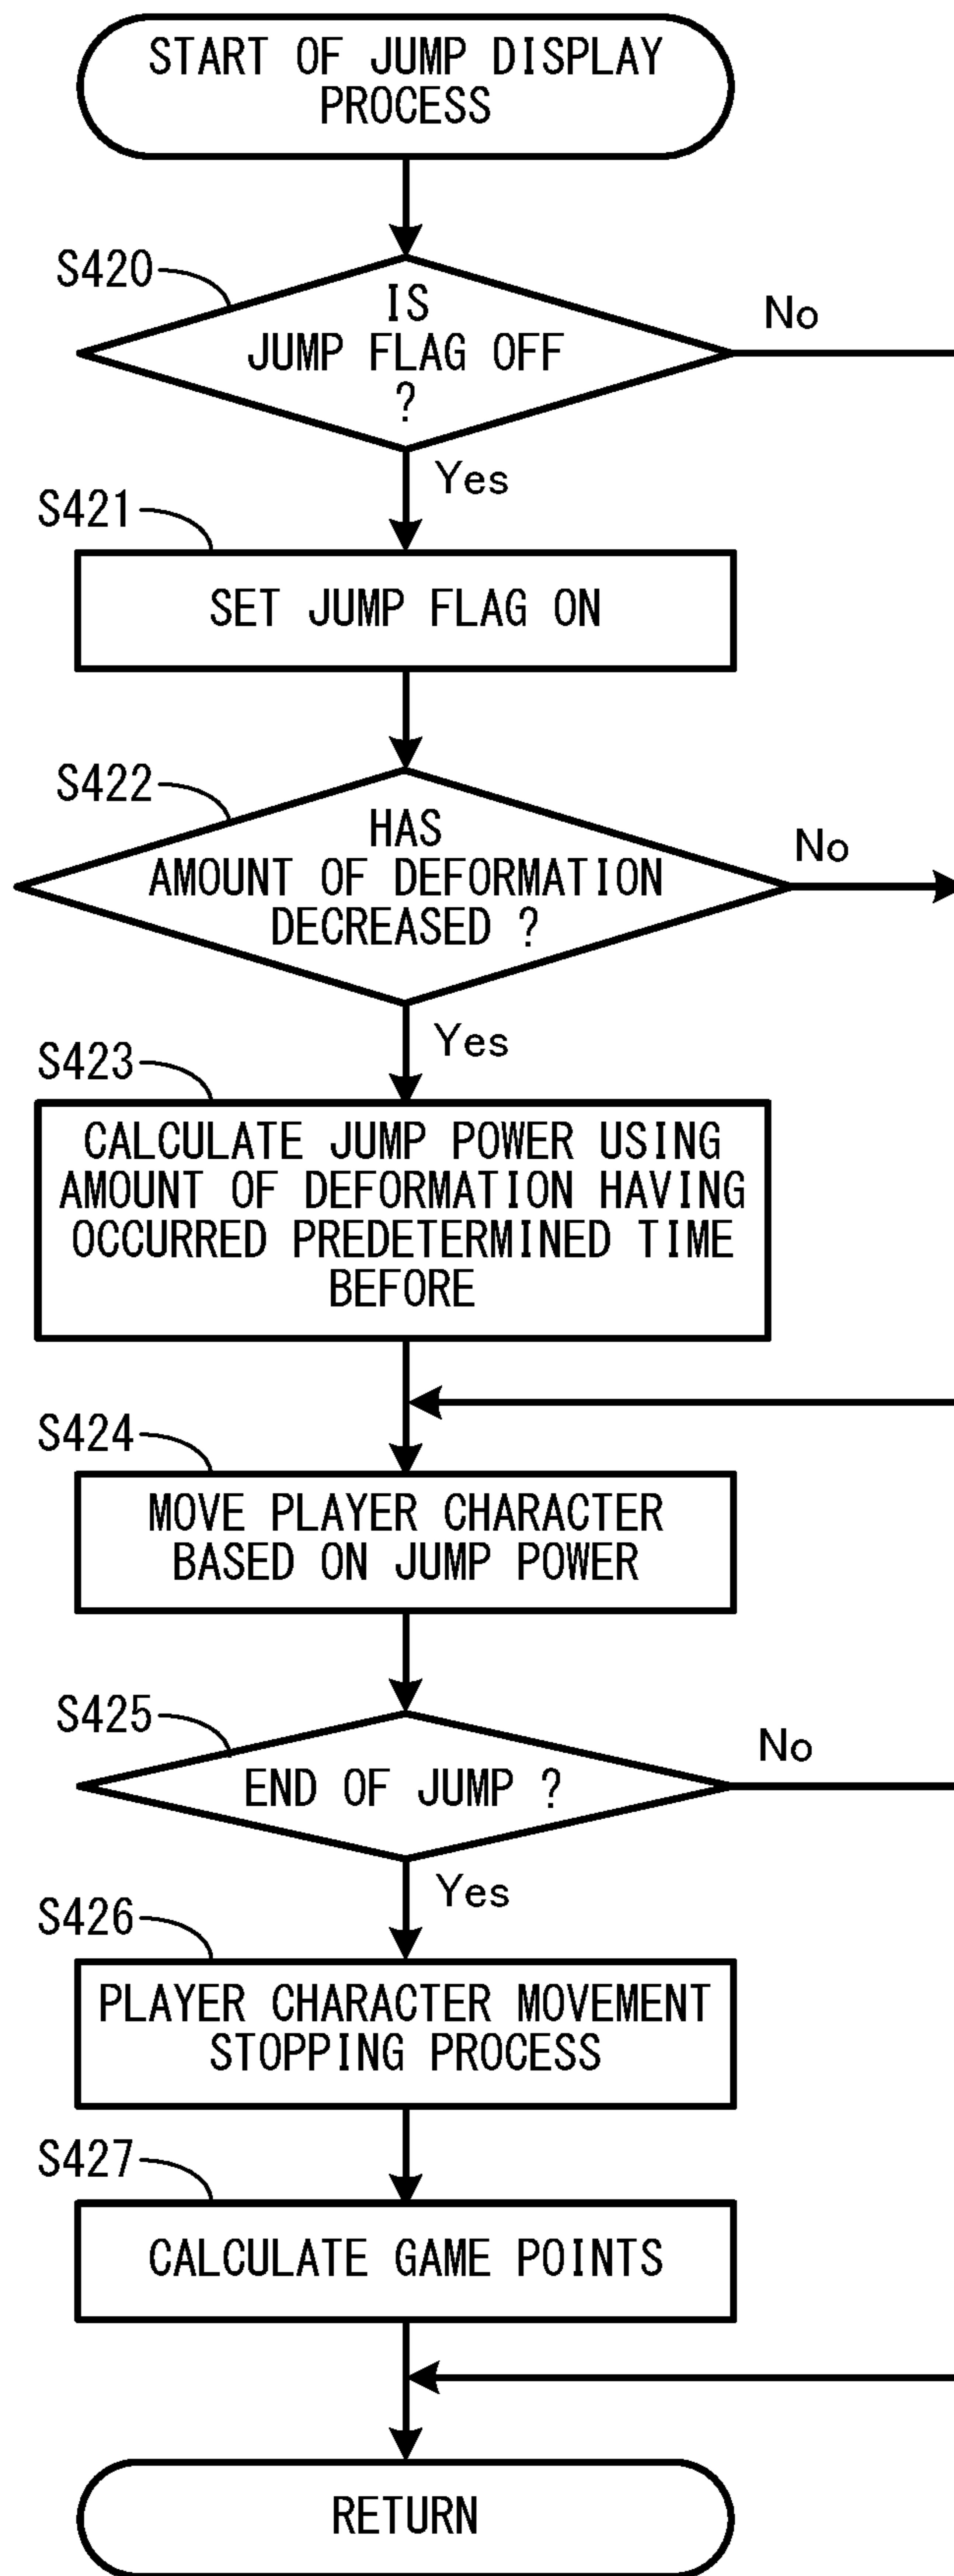 START OF JUMP DISPLAY
PROCESS
S420
IS
JUMP FLAG OFF
?
No
Yes
S421
SET JUMP FLAG ON
S422
HAS
AMOUNT OF DEFORMATION
DECREASED ?
No
Yes
S423
CALCULATE JUMP POWER USING
AMOUNT OF DEFORMATION HAVING
OCCURRED PREDETERMINED TIME
BEFORE
S424
MOVE PLAYER CHARACTER
BASED ON JUMP POWER
S425
END OF JUMP ?
No
Yes
S426
PLAYER CHARACTER MOVEMENT
STOPPING PROCESS
S427
CALCULATE GAME POINTS
RETURN